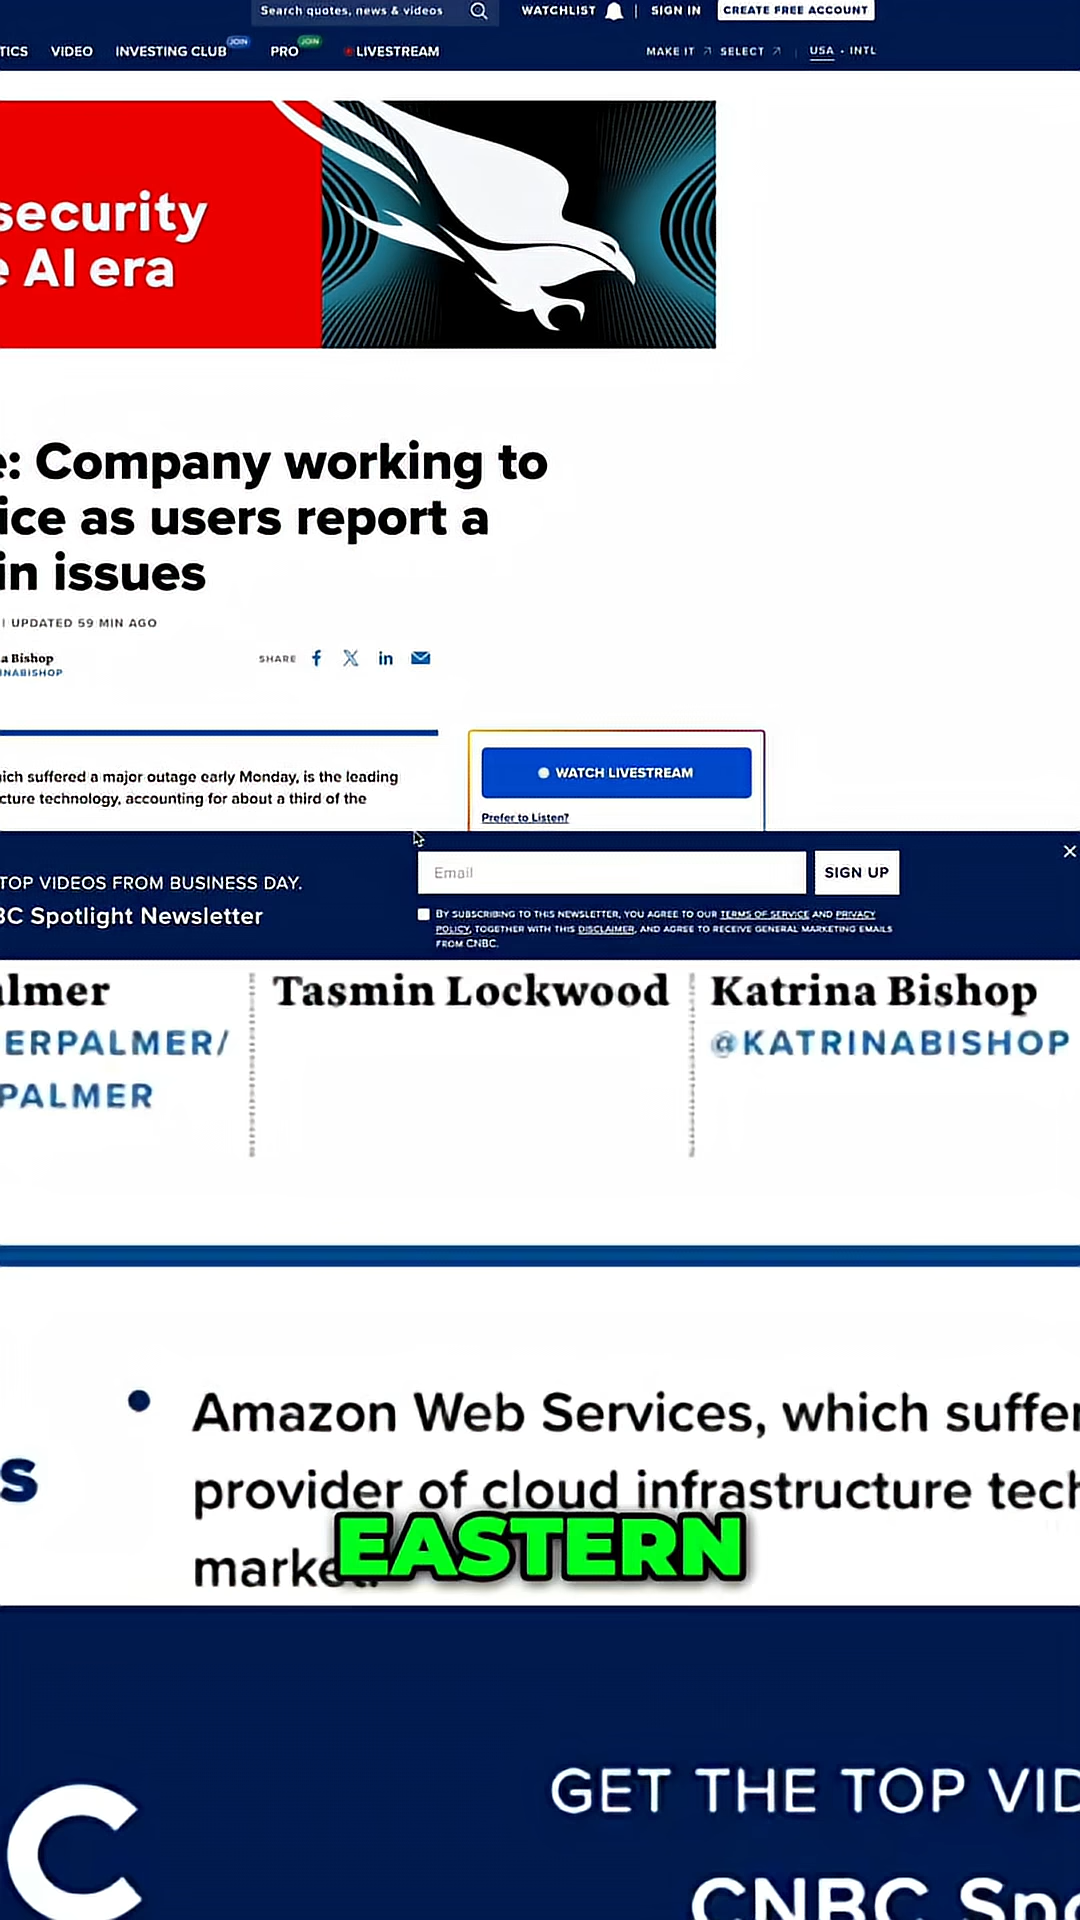 Search quotes, news & videos
WATCHLIST | SIGN IN
CREATE FREE ACCOUNT
TICS VIDEO INVESTING CLUB JOIN PRO JOIN LIVESTREAM
MAKE IT ↗ SELECT ↗ | USA • INTL
security
AI era
e: Company working to
ice as users report a
in issues
| UPDATED 59 MIN AGO
a Bishop
INABISHOP
SHARE
ich suffered a major outage early Monday, is the leading
cture technology, accounting for about a third of the
WATCH LIVESTREAM
Prefer to Listen?
TOP VIDEOS FROM BUSINESS DAY.
BC Spotlight Newsletter
Email
SIGN UP
BY SUBSCRIBING TO THIS NEWSLETTER, YOU AGREE TO OUR TERMS OF SERVICE AND PRIVACY
POLICY, TOGETHER WITH THIS DISCLAIMER, AND AGREE TO RECEIVE GENERAL MARKETING EMAILS
FROM CNBC.
almer
ERPALMER/
PALMER
Tasmin Lockwood
Katrina Bishop
@KATRINABISHOP
• Amazon Web Services, which suffer
s
provider of cloud infrastructure tech
market.
EASTERN
C
GET THE TOP VID
CNBC Spo